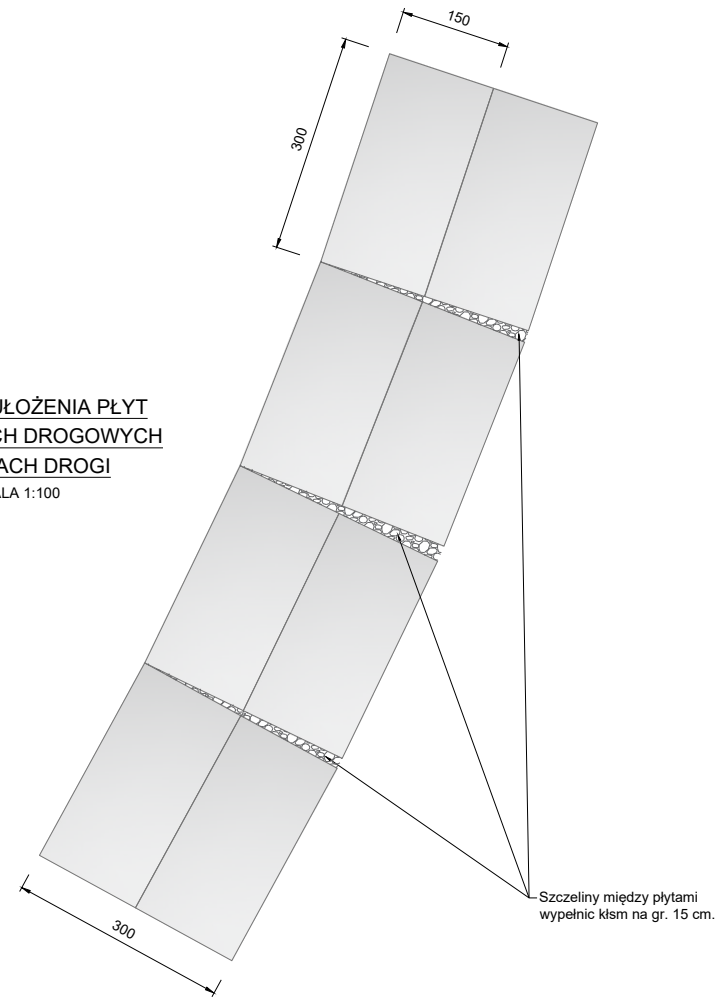 150
300
UŁOŻENIA PŁYT
CH DROGOWYCH
ACH DROGI
ALA 1:100
Szczeliny między płytami
wypełnic kłsm na gr. 15 cm.
300